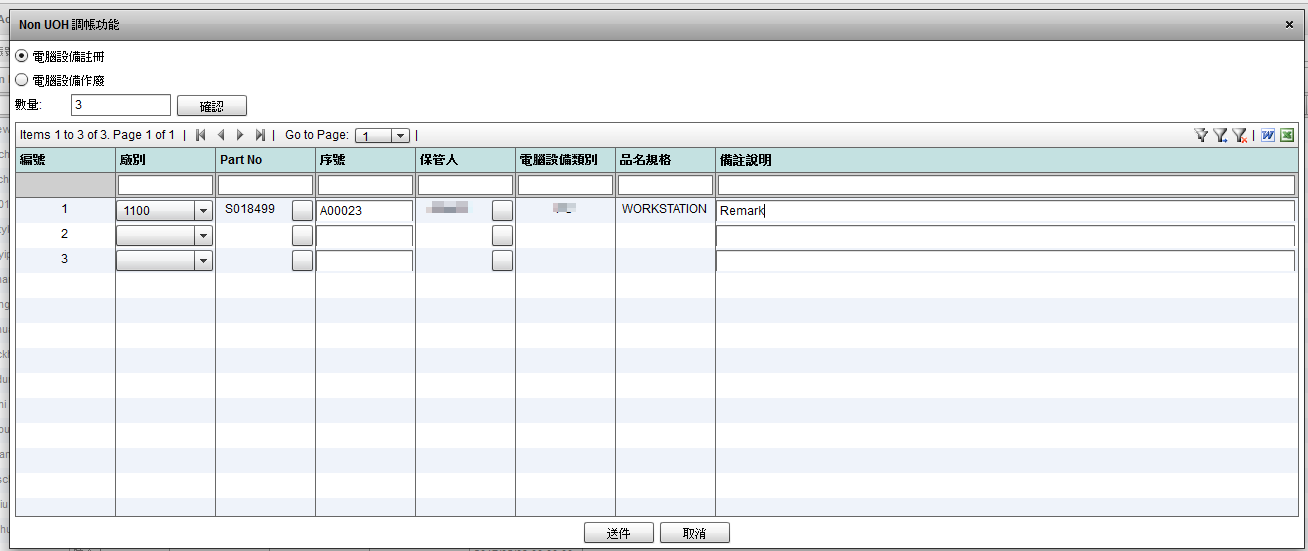 Non UOH 調帳功能
電腦設備註冊
電腦設備作廢
數量: 3 確認
Items 1 to 3 of 3. Page 1 of 1 | | Go to Page: 1 | |
編號 廠別 Part No 序號 保管人 電腦設備類別 品名規格 備註說明
1 1100 S018499 A00023 WORKSTATION Remark
2
3
送件 取消